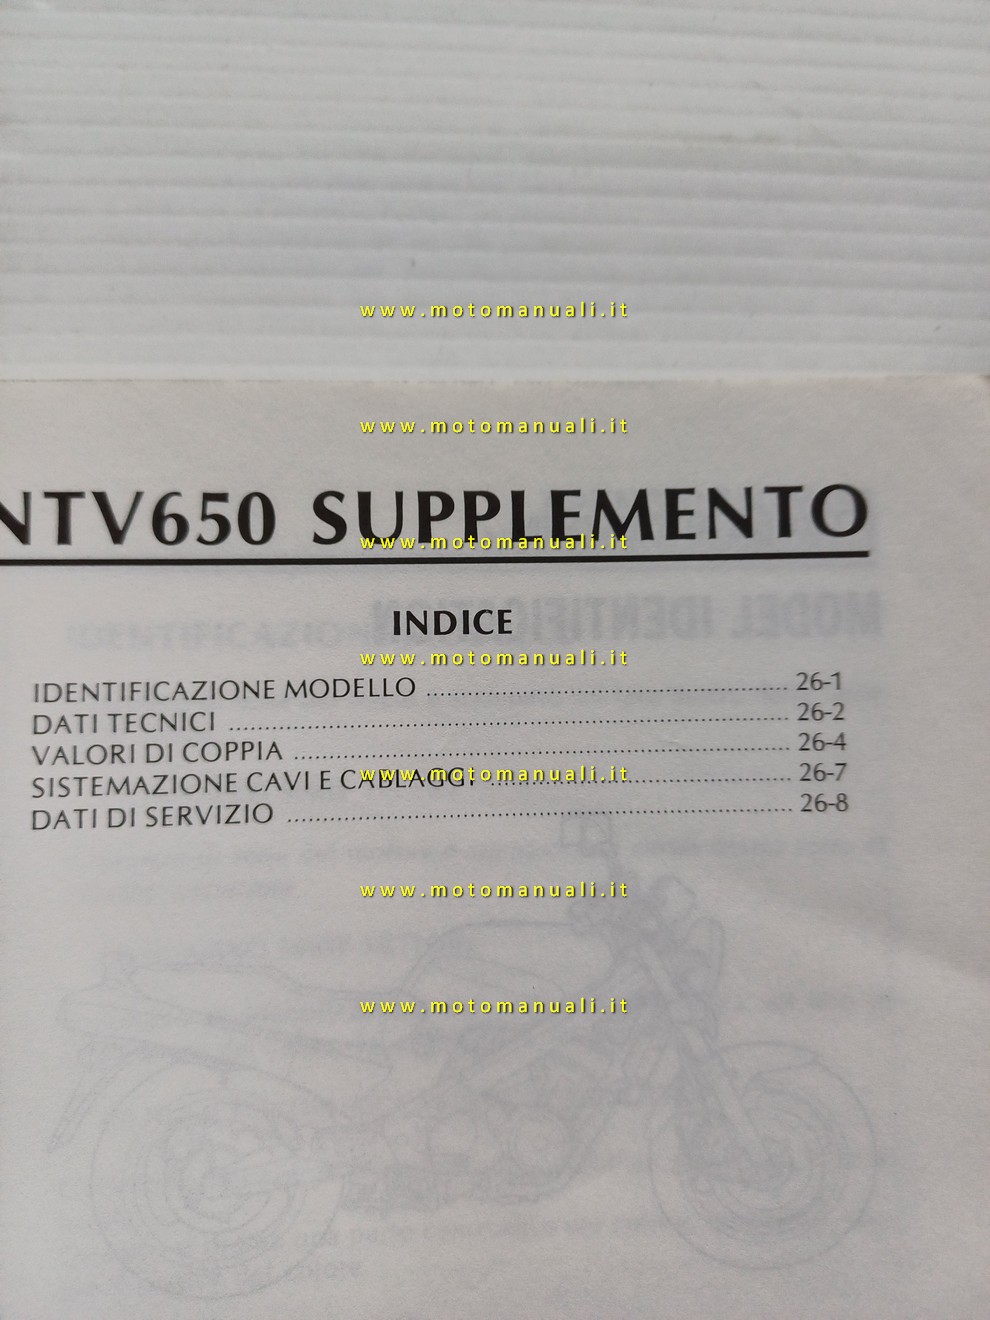 www.motomanuali.it
www.motomanuali.it
NTV650 SUPPLEMENTO
www.motomanuali.it
INDICE
MODEL IDENTIFICATION
www.motomanuali.it
IDENTIFICAZIONE MODELLO 26-1
DATI TECNICI 26-2
VALORI DI COPPIA 26-4
SISTEMAZIONE CAVI E CABLAGGI 26-7
www.motomanuali.it
DATI DI SERVIZIO 26-8
www.motomanuali.it
www.motomanuali.it